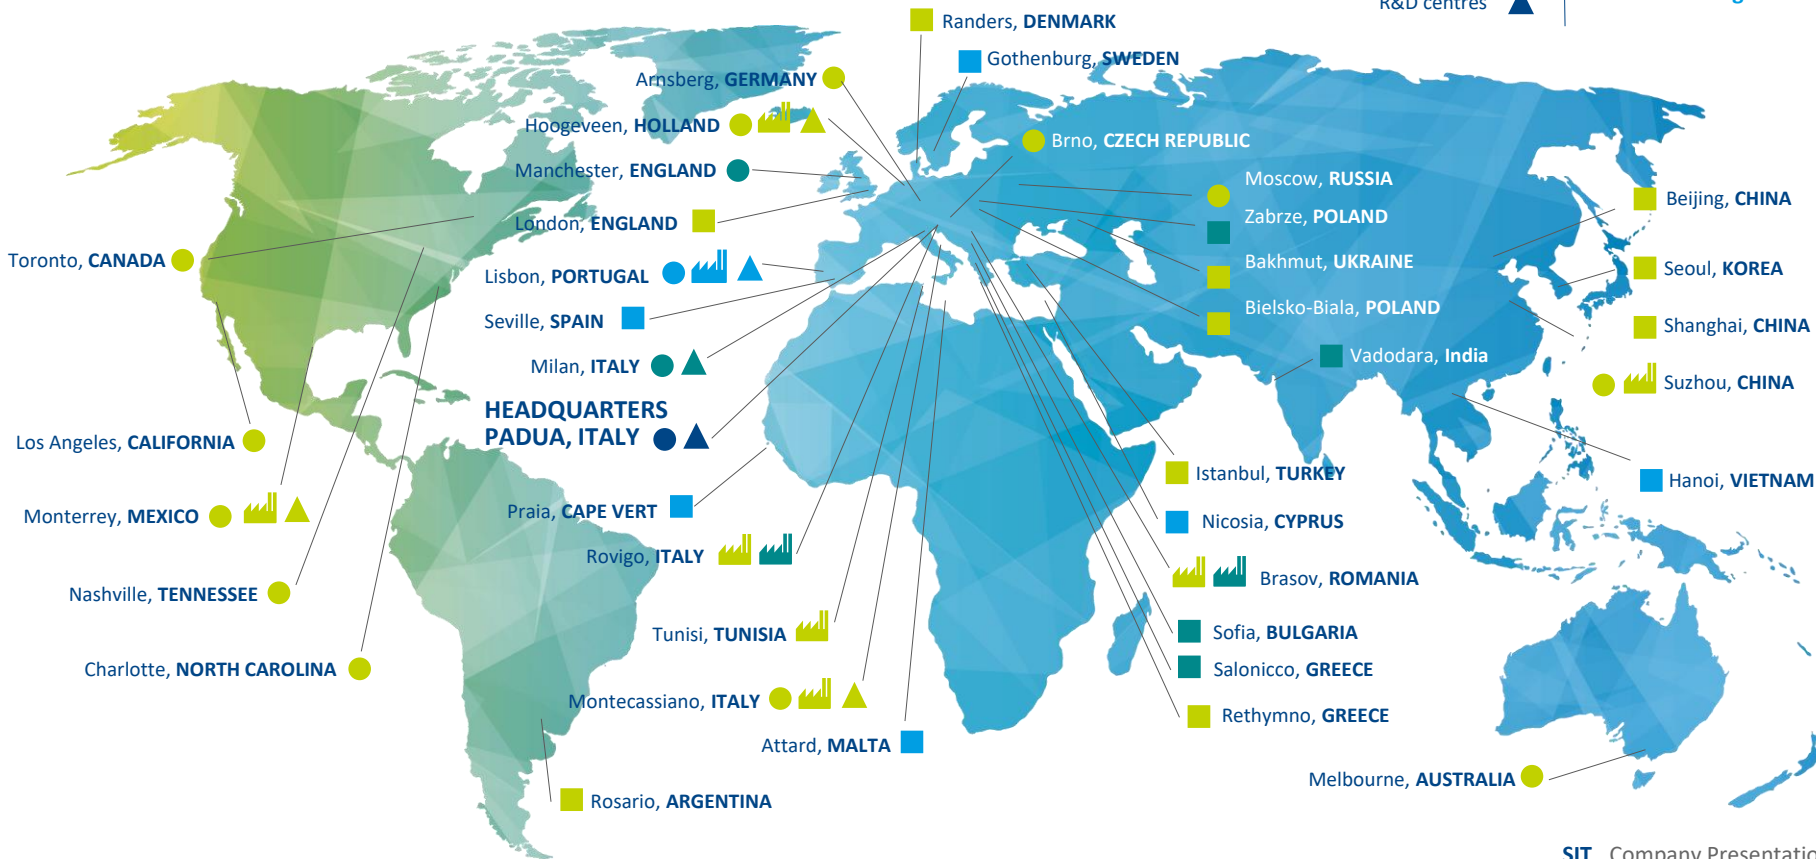 R&D centres
Randers, DENMARK
Gothenburg, SWEDEN
Arnsberg, GERMANY
Hoogeveen, HOLLAND
Brno, CZECH REPUBLIC
Manchester, ENGLAND
Moscow, RUSSIA
Beijing, CHINA
London, ENGLAND
Zabrze, POLAND
Toronto, CANADA
Bakhmut, UKRAINE
Seoul, KOREA
Lisbon, PORTUGAL
Bielsko-Biala, POLAND
Seville, SPAIN
Shanghai, CHINA
Milan, ITALY
Vadodara, India
Suzhou, CHINA
HEADQUARTERS
PADUA, ITALY
Los Angeles, CALIFORNIA
Istanbul, TURKEY
Hanoi, VIETNAM
Monterrey, MEXICO
Praia, CAPE VERT
Nicosia, CYPRUS
Rovigo, ITALY
Brasov, ROMANIA
Nashville, TENNESSEE
Tunisi, TUNISIA
Sofia, BULGARIA
Charlotte, NORTH CAROLINA
Salonicco, GREECE
Montecassiano, ITALY
Rethymno, GREECE
Attard, MALTA
Melbourne, AUSTRALIA
Rosario, ARGENTINA
SIT Company Presentatio